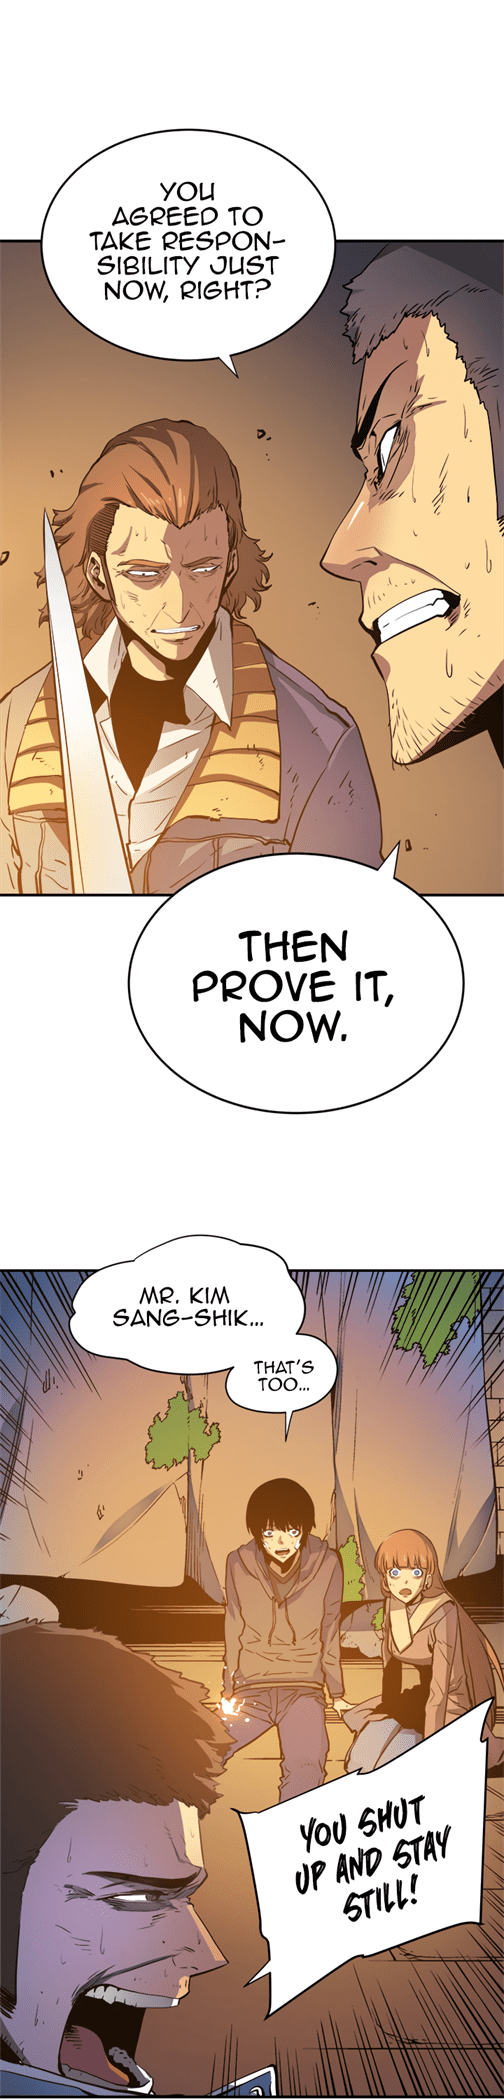 YOU
AGREED TO
TAKE RESPON-
SIBILITY JUST
NOW, RIGHT?
THEN
PROVE IT,
NOW.
MR. KIM
SANG-SHIK...
THAT'S
TOO...
YOU SHUT
UP AND STAY
STILL!